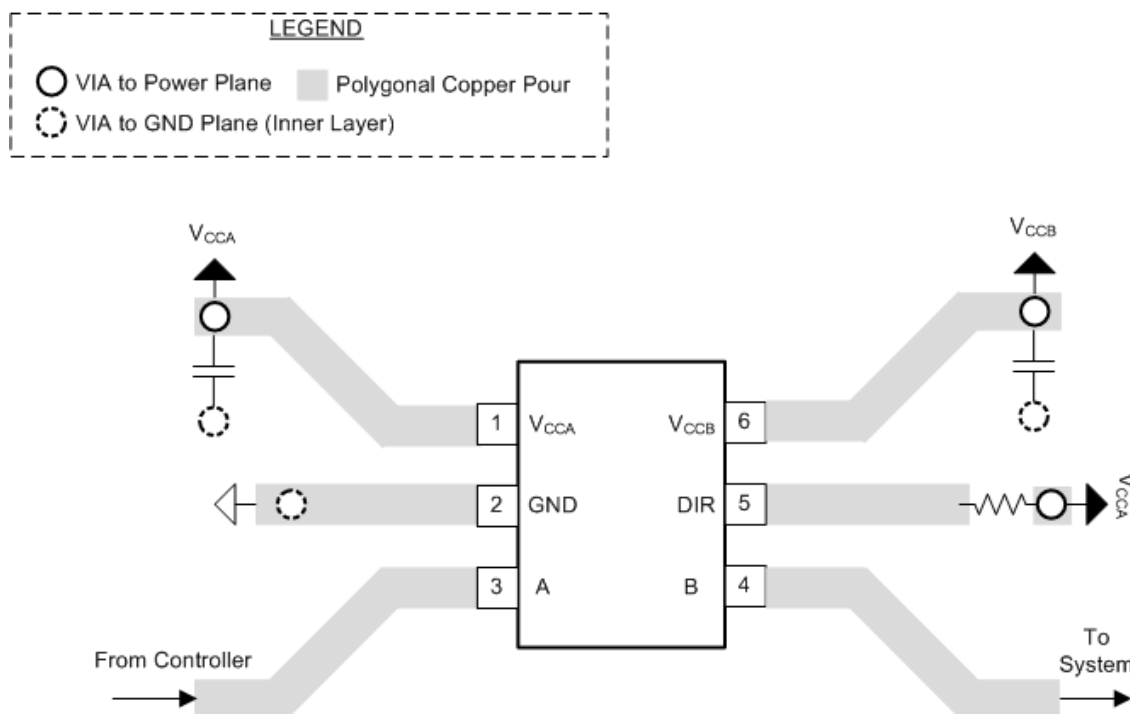 LEGEND
VIA to Power Plane
Polygonal Copper Pour
VIA to GND Plane (Inner Layer)
VCCA
VCCB
1
VCCA
VCCB
6
2
GND
DIR
5
VCCA
3
A
B
4
From Controller
To
System